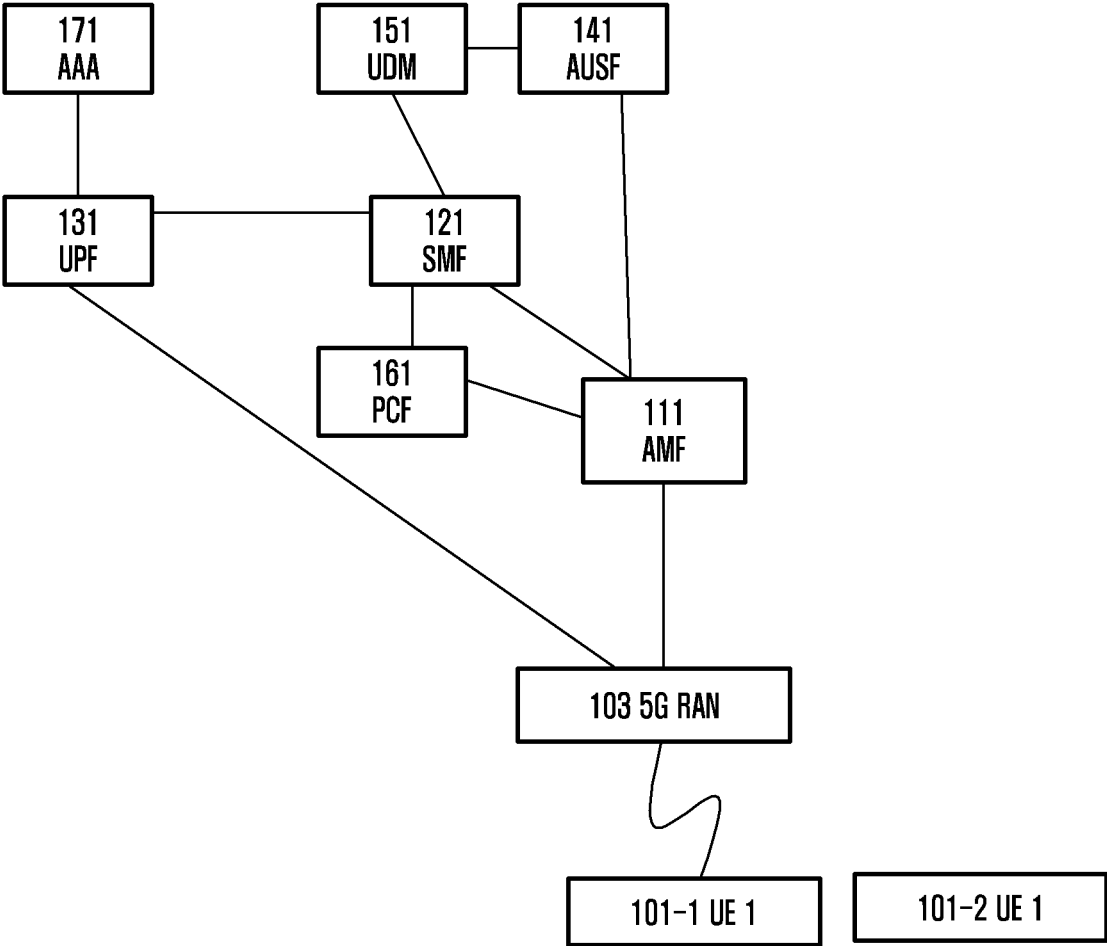 171
AAA
151
UDM
141
AUSF
131
UPF
121
SMF
161
PCF
111
AMF
103 5G RAN
101-1 UE 1
101-2 UE 1